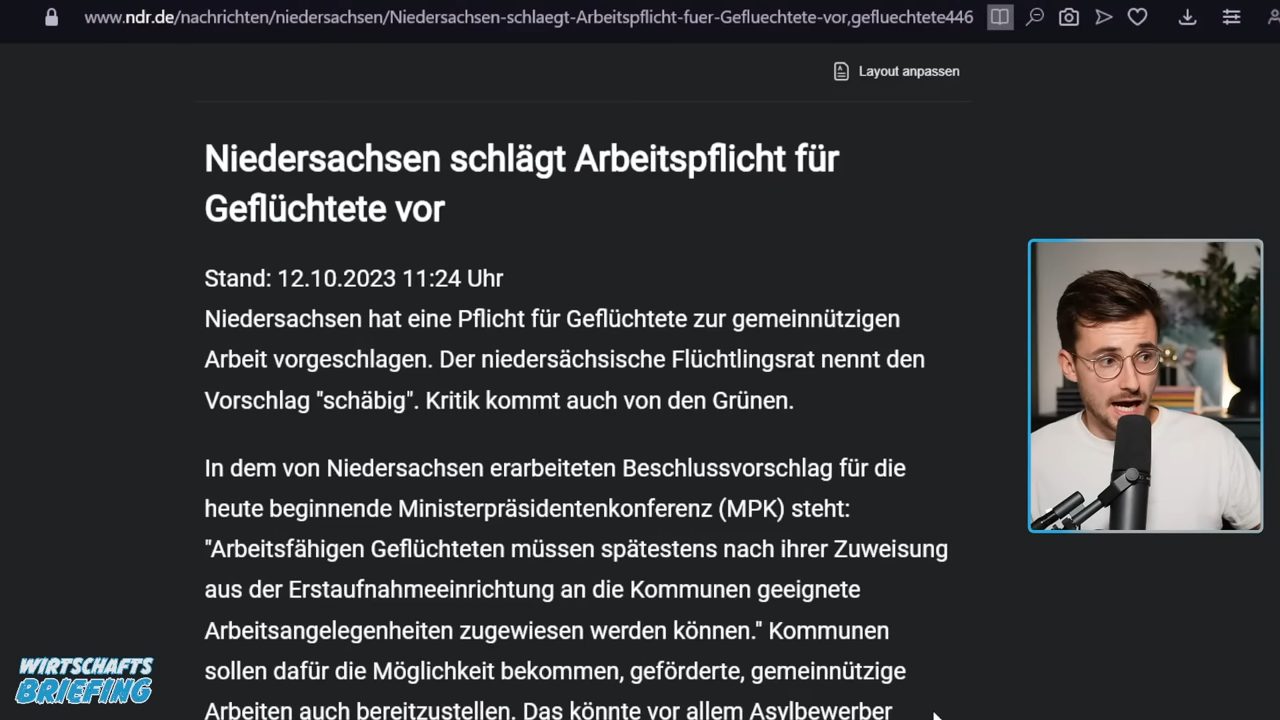 www.ndr.de/nachrichten/niedersachsen/Niedersachsen-schlaegt-Arbeitspflicht-fuer-Gefluechtete-vor,gefluechtete446
Layout anpassen
Niedersachsen schlägt Arbeitspflicht für
Geflüchtete vor
Stand: 12.10.2023 11:24 Uhr
Niedersachsen hat eine Pflicht für Geflüchtete zur gemeinnützigen
Arbeit vorgeschlagen. Der niedersächsische Flüchtlingsrat nennt den
Vorschlag "schäbig". Kritik kommt auch von den Grünen.
In dem von Niedersachsen erarbeiteten Beschlussvorschlag für die
heute beginnende Ministerpräsidentenkonferenz (MPK) steht:
"Arbeitsfähigen Geflüchteten müssen spätestens nach ihrer Zuweisung
aus der Erstaufnahmeeinrichtung an die Kommunen geeignete
Arbeitsangelegenheiten zugewiesen werden können." Kommunen
sollen dafür die Möglichkeit bekommen, geförderte, gemeinnützige
Arbeiten auch bereitzustellen. Das könnte vor allem Asylbewerber
WIRTSCHAFTS
BRIEFING